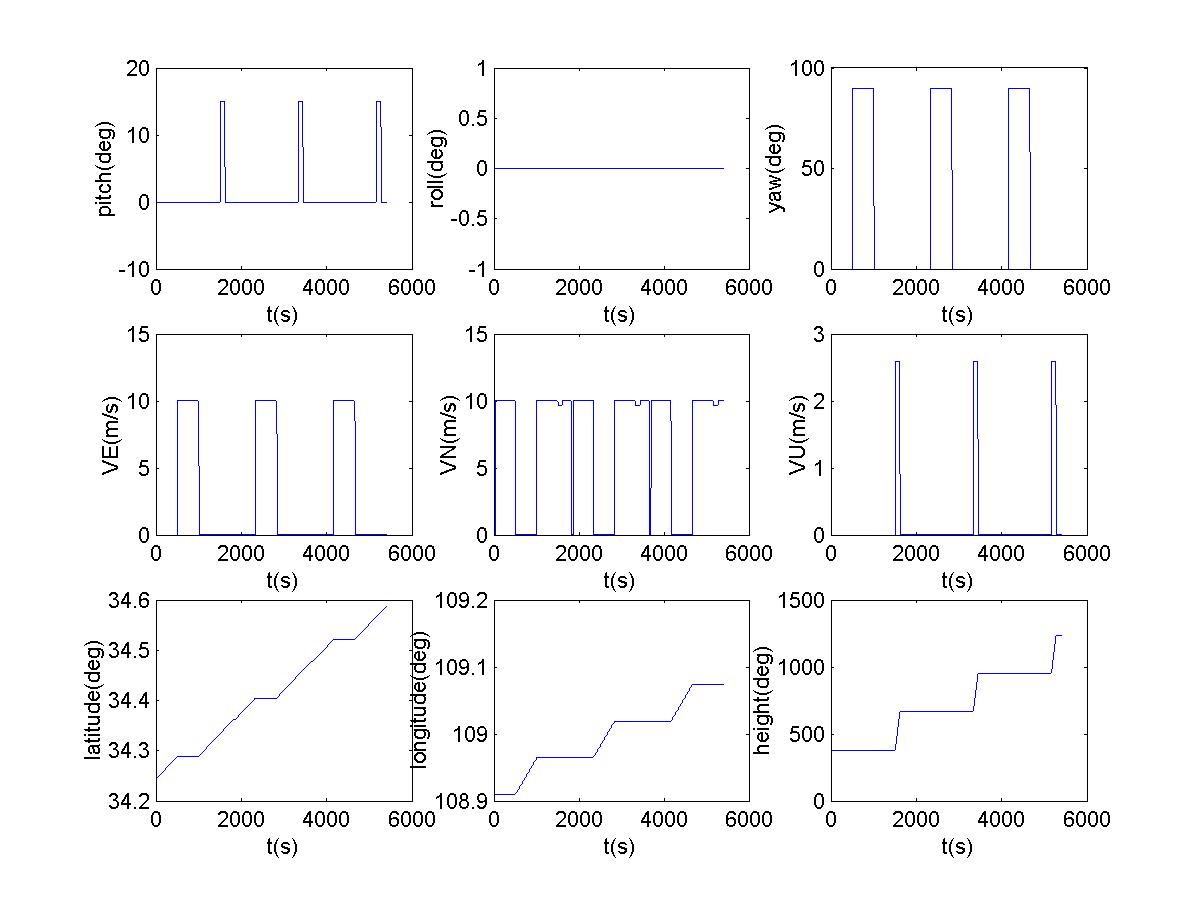 20
10
0
-10
pitch(deg)
0 2000 4000 6000
t(s)
1
0.5
0
-0.5
-1
roll(deg)
0 2000 4000 6000
t(s)
100
50
0
yaw(deg)
0 2000 4000 6000
t(s)
15
10
5
0
VE(m/s)
0 2000 4000 6000
t(s)
15
10
5
0
VN(m/s)
0 2000 4000 6000
t(s)
3
2
1
0
VU(m/s)
0 2000 4000 6000
t(s)
34.6
34.5
34.4
34.3
34.2
latitude(deg)
0 2000 4000 6000
t(s)
109.2
109.1
109
108.9
longitude(deg)
0 2000 4000 6000
t(s)
1500
1000
500
0
height(deg)
0 2000 4000 6000
t(s)